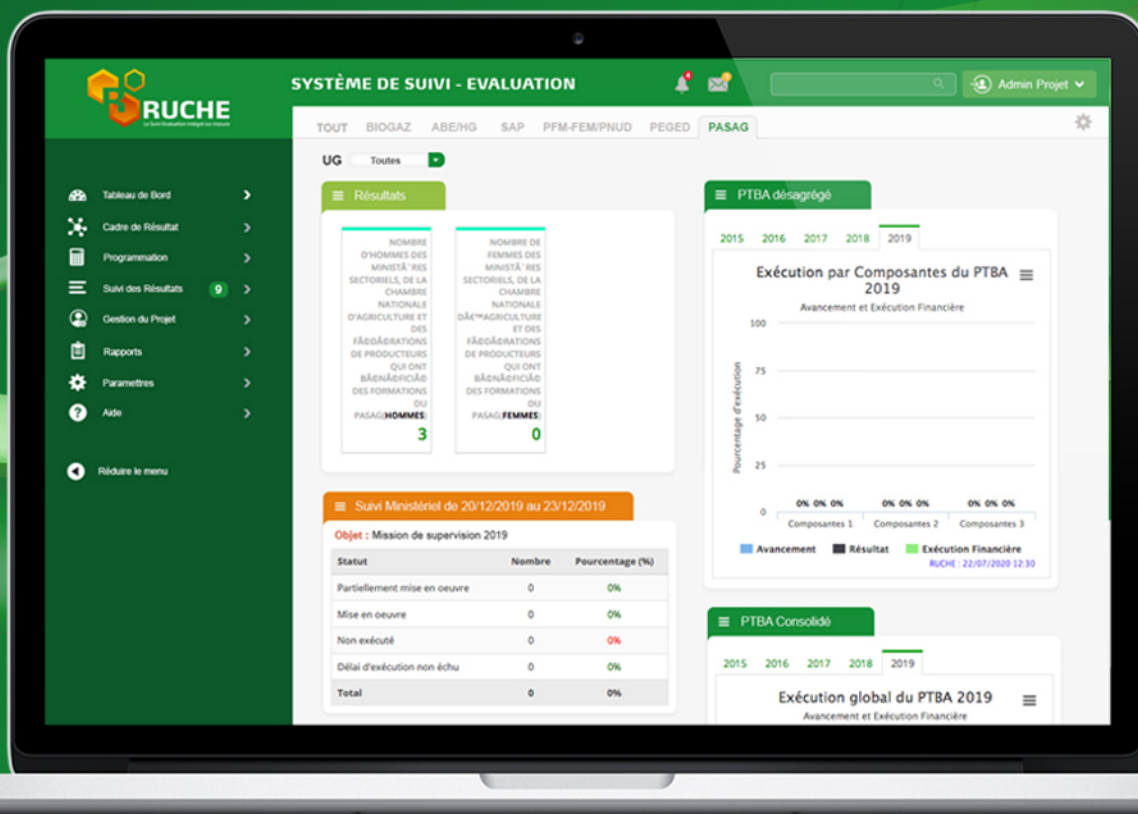 RUCHE
Le Suivi Evaluation intégré sur mesure
SYSTÈME DE SUIVI - EVALUATION
4
Admin Projet
TOUT BIOGAZ ABE/HG SAP PFM-FEM/PNUD PEGED PASAG
UG Toutes
Tableau de Bord
Cadre de Résultat
Programmation
Suivi des Résultats 9
Gestion du Projet
Rapports
Parametres
Aide
Réduire le menu
Résultats
NOMBRE
D'HOMMES DES
MINISTÃ¨RES
SECTORIELS, DE LA
CHAMBRE
NATIONALE
D'AGRICULTURE ET
DES
FÃ©DÃ©RATIONS
DE PRODUCTEURS
QUI ONT
BÃ©NÃ©FICIÃ©
DES FORMATIONS
DU
PASAG(HOMMES)
3
NOMBRE DE
FEMMES DES
MINISTÃ¨RES
SECTORIELS, DE LA
CHAMBRE
NATIONALE
DÂ€™AGRICULTURE
ET DES
FÃ©DÃ©RATIONS
DE PRODUCTEURS
QUI ONT
BÃ©NÃ©FICIÃ©
DES FORMATIONS
DU
PASAG(FEMMES)
0
Suivi Ministériel de 20/12/2019 au 23/12/2019
Objet : Mission de supervision 2019
Statut Nombre Pourcentage (%)
Partiellement mise en oeuvre 0 0%
Mise en oeuvre 0 0%
Non exécuté 0 0%
Délai d'exécution non échu 0 0%
Total 0 0%
PTBA désagrégé
2015 2016 2017 2018 2019
Exécution par Composantes du PTBA
2019
Avancement et Exécution Financière
Pourcentage d'exécution
100
75
50
25
0
0% 0% 0% 0% 0% 0% 0% 0% 0%
Composantes 1 Composantes 2 Composantes 3
Avancement Résultat Exécution Financière
RUCHE : 22/07/2020 12:30
PTBA Consolidé
2015 2016 2017 2018 2019
Exécution global du PTBA 2019
Avancement et Exécution Financière